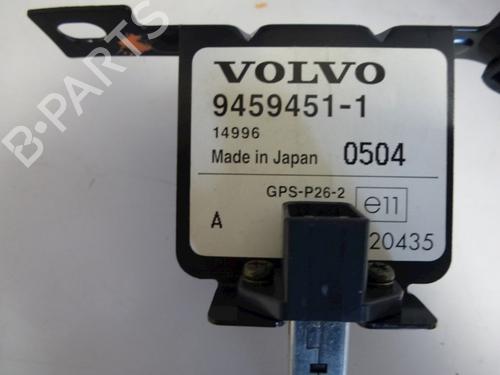 VOLVO
9459451-1
14996
Made in Japan 0504
GPS-P26-2
A e11
20435
B-PARTS